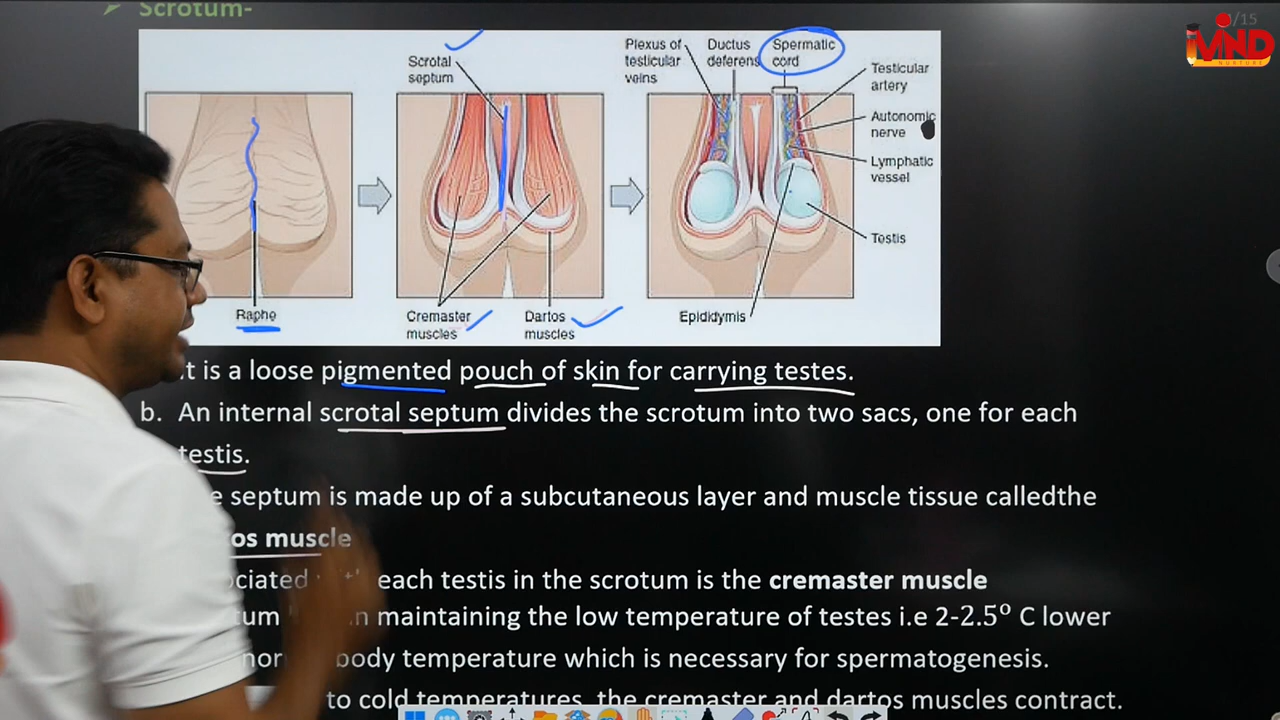 Scrotum-
/15
MIND
NURTURE
Scrotal
septum
Plexus of
testicular
veins
Ductus
deferens
Spermatic
cord
Testicular
artery
Autonomic
nerve
Lymphatic
vessel
Testis
Raphe
Cremaster
muscles
Dartos
muscles
Epididymis
t is a loose pigmented pouch of skin for carrying testes.
b. An internal scrotal septum divides the scrotum into two sacs, one for each
testis.
e septum is made up of a subcutaneous layer and muscle tissue calledthe
os muscle
ociated each testis in the scrotum is the cremaster muscle
tum n maintaining the low temperature of testes i.e 2-2.5⁰ C lower
nor body temperature which is necessary for spermatogenesis.
to cold temperatures, the cremaster and dartos muscles contract.